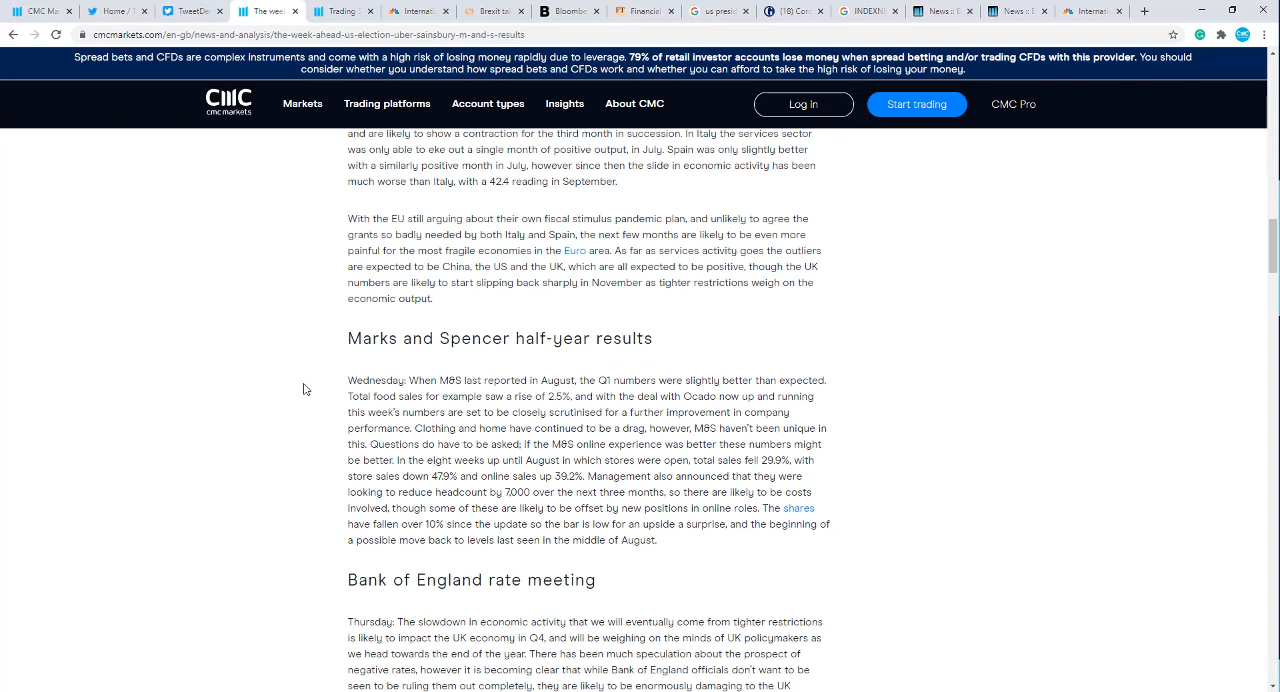 CMC Ma
Home / T
TweetDe
The wee
Trading S
Internati
Brexit tal
Bloombe
Financial
us presid
(18) Cora
INDEXNI
News :: B
News :: B
Internati
cmcmarkets.com/en-gb/news-and-analysis/the-week-ahead-us-election-uber-sainsbury-m-and-s-results
Spread bets and CFDs are complex instruments and come with a high risk of losing money rapidly due to leverage. 79% of retail investor accounts lose money when spread betting and/or trading CFDs with this provider. You should
consider whether you understand how spread bets and CFDs work and whether you can afford to take the high risk of losing your money.
CMC
cmc markets
Markets
Trading platforms
Account types
Insights
About CMC
Log in
Start trading
CMC Pro
and are likely to show a contraction for the third month in succession. In Italy the services sector
was only able to eke out a single month of positive output, in July. Spain was only slightly better
with a similarly positive month in July, however since then the slide in economic activity has been
much worse than Italy, with a 42.4 reading in September.
With the EU still arguing about their own fiscal stimulus pandemic plan, and unlikely to agree the
grants so badly needed by both Italy and Spain, the next few months are likely to be even more
painful for the most fragile economies in the Euro area. As far as services activity goes the outliers
are expected to be China, the US and the UK, which are all expected to be positive, though the UK
numbers are likely to start slipping back sharply in November as tighter restrictions weigh on the
economic output.
Marks and Spencer half-year results
Wednesday: When M&S last reported in August, the Q1 numbers were slightly better than expected.
Total food sales for example saw a rise of 2.5%, and with the deal with Ocado now up and running
this week's numbers are set to be closely scrutinised for a further improvement in company
performance. Clothing and home have continued to be a drag, however, M&S haven't been unique in
this. Questions do have to be asked; if the M&S online experience was better these numbers might
be better. In the eight weeks up until August in which stores were open, total sales fell 29.9%, with
store sales down 47.9% and online sales up 39.2%. Management also announced that they were
looking to reduce headcount by 7,000 over the next three months, so there are likely to be costs
involved, though some of these are likely to be offset by new positions in online roles. The shares
have fallen over 10% since the update so the bar is low for an upside a surprise, and the beginning of
a possible move back to levels last seen in the middle of August.
Bank of England rate meeting
Thursday: The slowdown in economic activity that we will eventually come from tighter restrictions
is likely to impact the UK economy in Q4, and will be weighing on the minds of UK policymakers as
we head towards the end of the year. There has been much speculation about the prospect of
negative rates, however it is becoming clear that while Bank of England officials don't want to be
seen to be ruling them out completely, they are likely to be enormously damaging to the UK